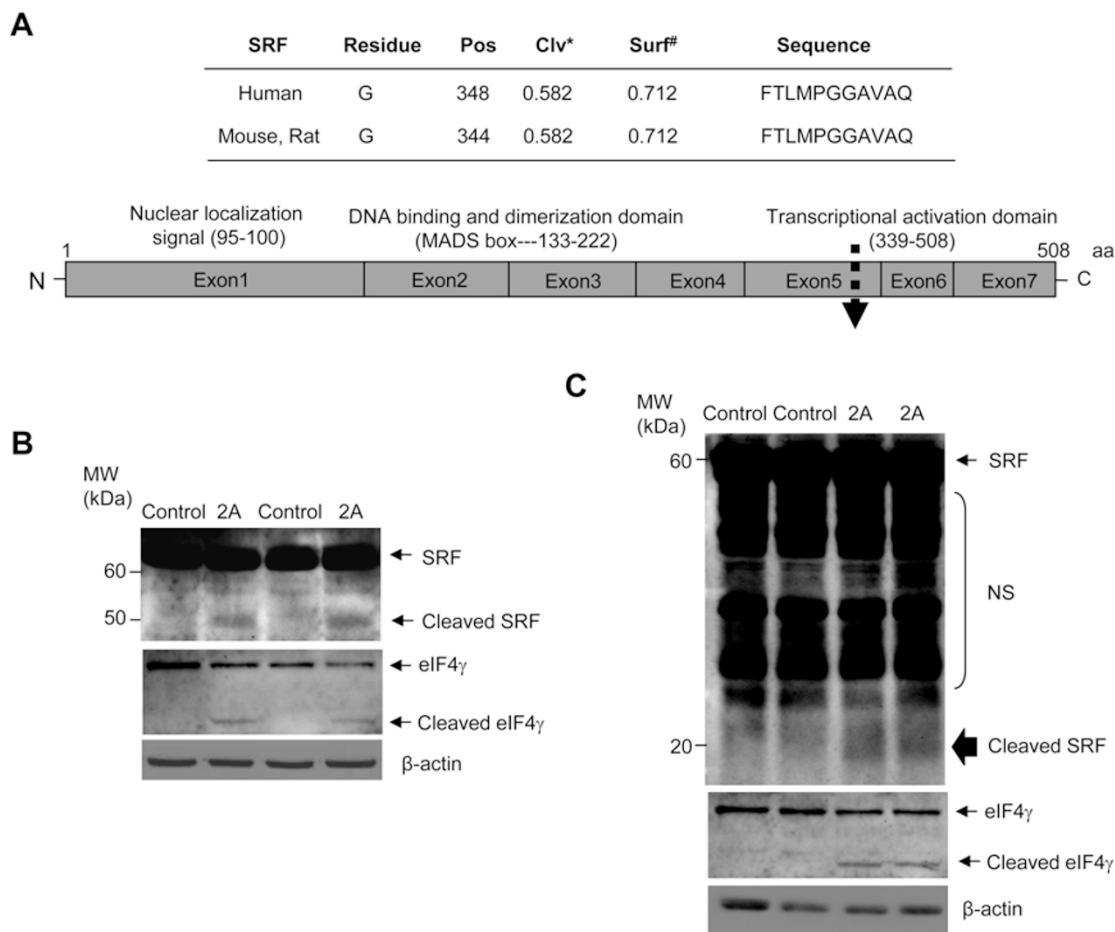 A
SRF Residue Pos Clv* Surf# Sequence
Human G 348 0.582 0.712 FTLMPGGAVAQ
Mouse, Rat G 344 0.582 0.712 FTLMPGGAVAQ
Nuclear localization
signal (95-100)
DNA binding and dimerization domain
(MADS box---133-222)
Transcriptional activation domain
(339-508)
1 508 aa
N Exon1 Exon2 Exon3 Exon4 Exon5 Exon6 Exon7 C
B
MW
(kDa)
Control 2A Control 2A
SRF
60
50
Cleaved SRF
eIF4γ
Cleaved eIF4γ
β-actin
C
MW
(kDa)
Control Control 2A 2A
60
SRF
NS
20
Cleaved SRF
eIF4γ
Cleaved eIF4γ
β-actin